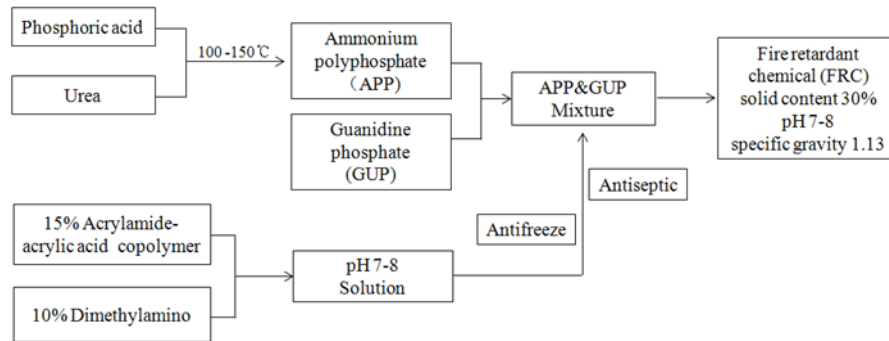 Phosphoric acid
Urea
100-150℃
Ammonium
polyphosphate
（APP）
Guanidine
phosphate
(GUP)
APP&GUP
Mixture
Fire retardant
chemical (FRC)
solid content 30%
pH 7-8
specific gravity 1.13
Antiseptic
Antifreeze
15% Acrylamide-
acrylic acid copolymer
10% Dimethylamino
pH 7-8
Solution